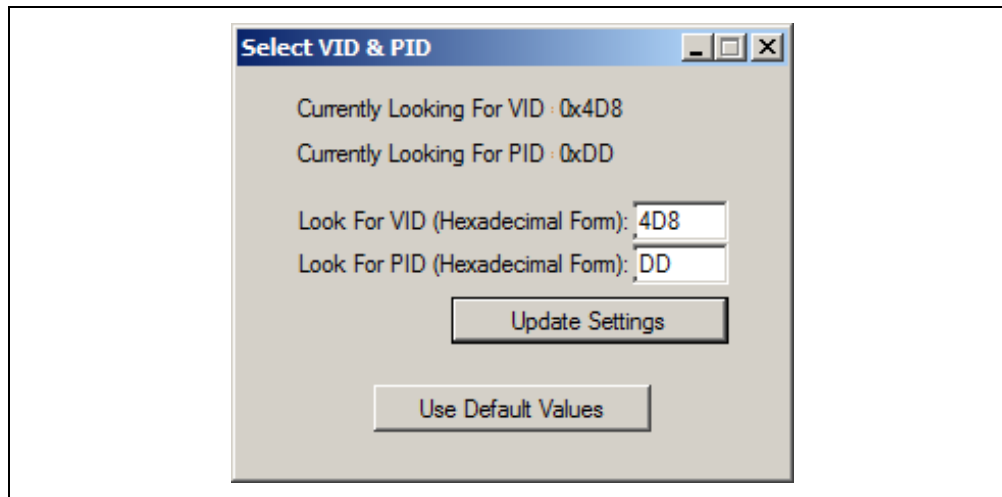 Select VID & PID
Currently Looking For VID : 0x4D8
Currently Looking For PID : 0xDD
Look For VID (Hexadecimal Form): 4D8
Look For PID (Hexadecimal Form): DD
Update Settings
Use Default Values